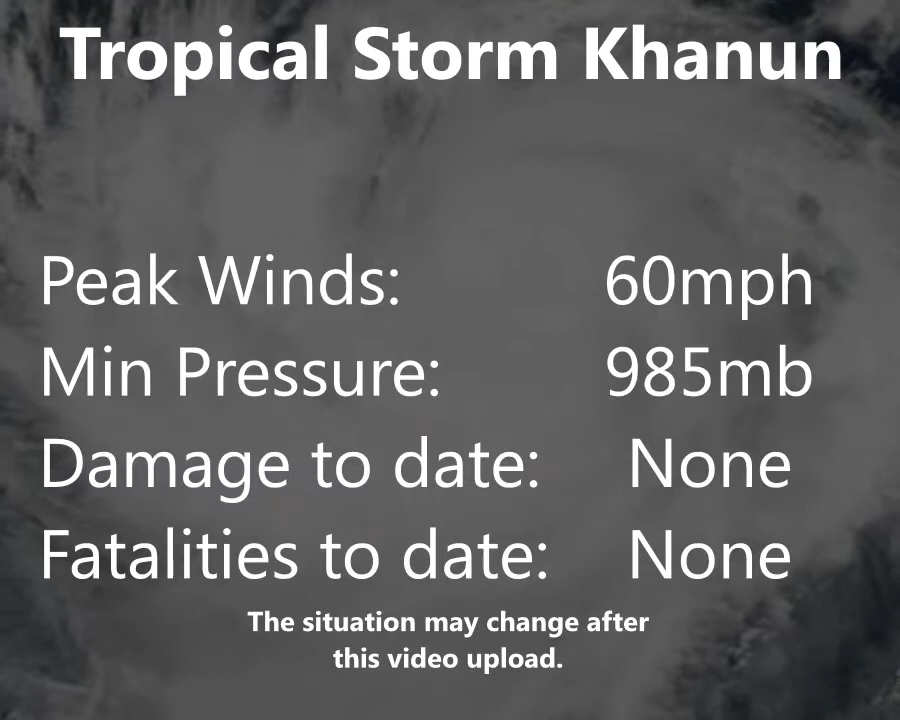 Tropical Storm Khanun
Peak Winds: 60mph
Min Pressure: 985mb
Damage to date: None
Fatalities to date: None
The situation may change after
this video upload.